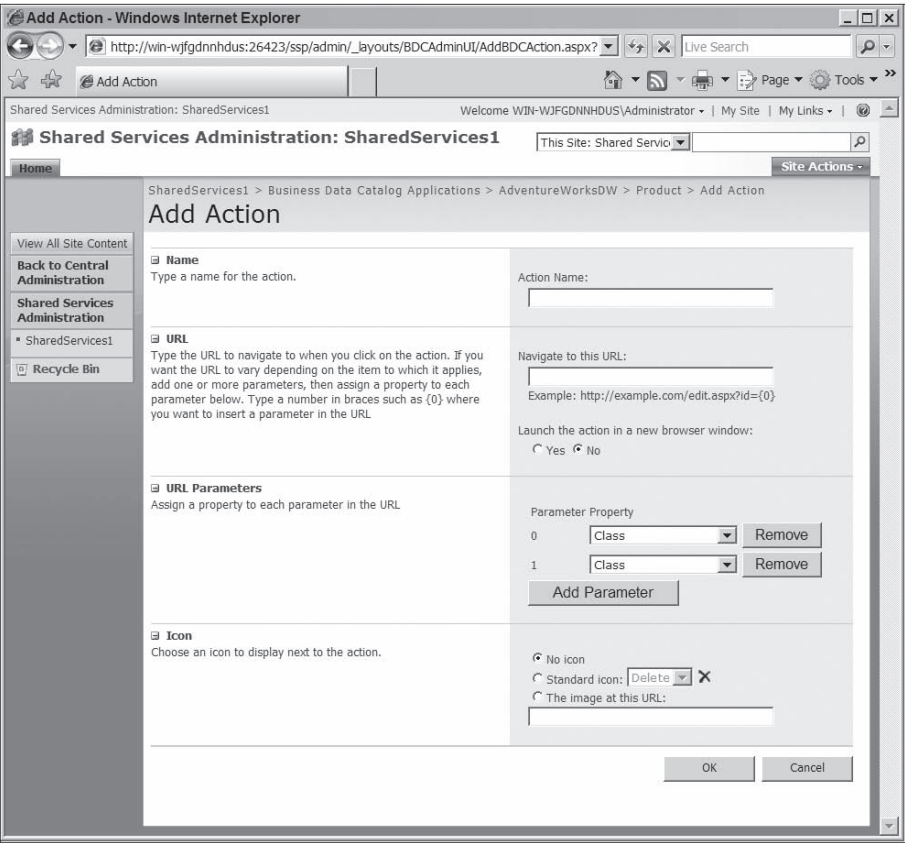 Add Action - Windows Internet Explorer
http://win-wjfgdnnhdus:26423/ssp/admin/_layouts/BDCAdminUI/AddBDCAction.aspx?
Live Search
Add Action
Page
Tools
Shared Services Administration: SharedServices1
Welcome WIN-WJFGDNNHDUS\Administrator | My Site | My Links |
Shared Services Administration: SharedServices1
This Site: Shared Servic
Home
Site Actions
SharedServices1 > Business Data Catalog Applications > AdventureWorksDW > Product > Add Action
Add Action
View All Site Content
Back to Central
Administration
Shared Services
Administration
SharedServices1
Recycle Bin
Name
Type a name for the action.
Action Name:
URL
Type the URL to navigate to when you click on the action. If you
want the URL to vary depending on the item to which it applies,
add one or more parameters, then assign a property to each
parameter below. Type a number in braces such as {0} where
you want to insert a parameter in the URL
Navigate to this URL:
Example: http://example.com/edit.aspx?id={0}
Launch the action in a new browser window:
Yes No
URL Parameters
Assign a property to each parameter in the URL
Parameter Property
0 Class Remove
1 Class Remove
Add Parameter
Icon
Choose an icon to display next to the action.
No icon
Standard icon: Delete
The image at this URL:
OK Cancel